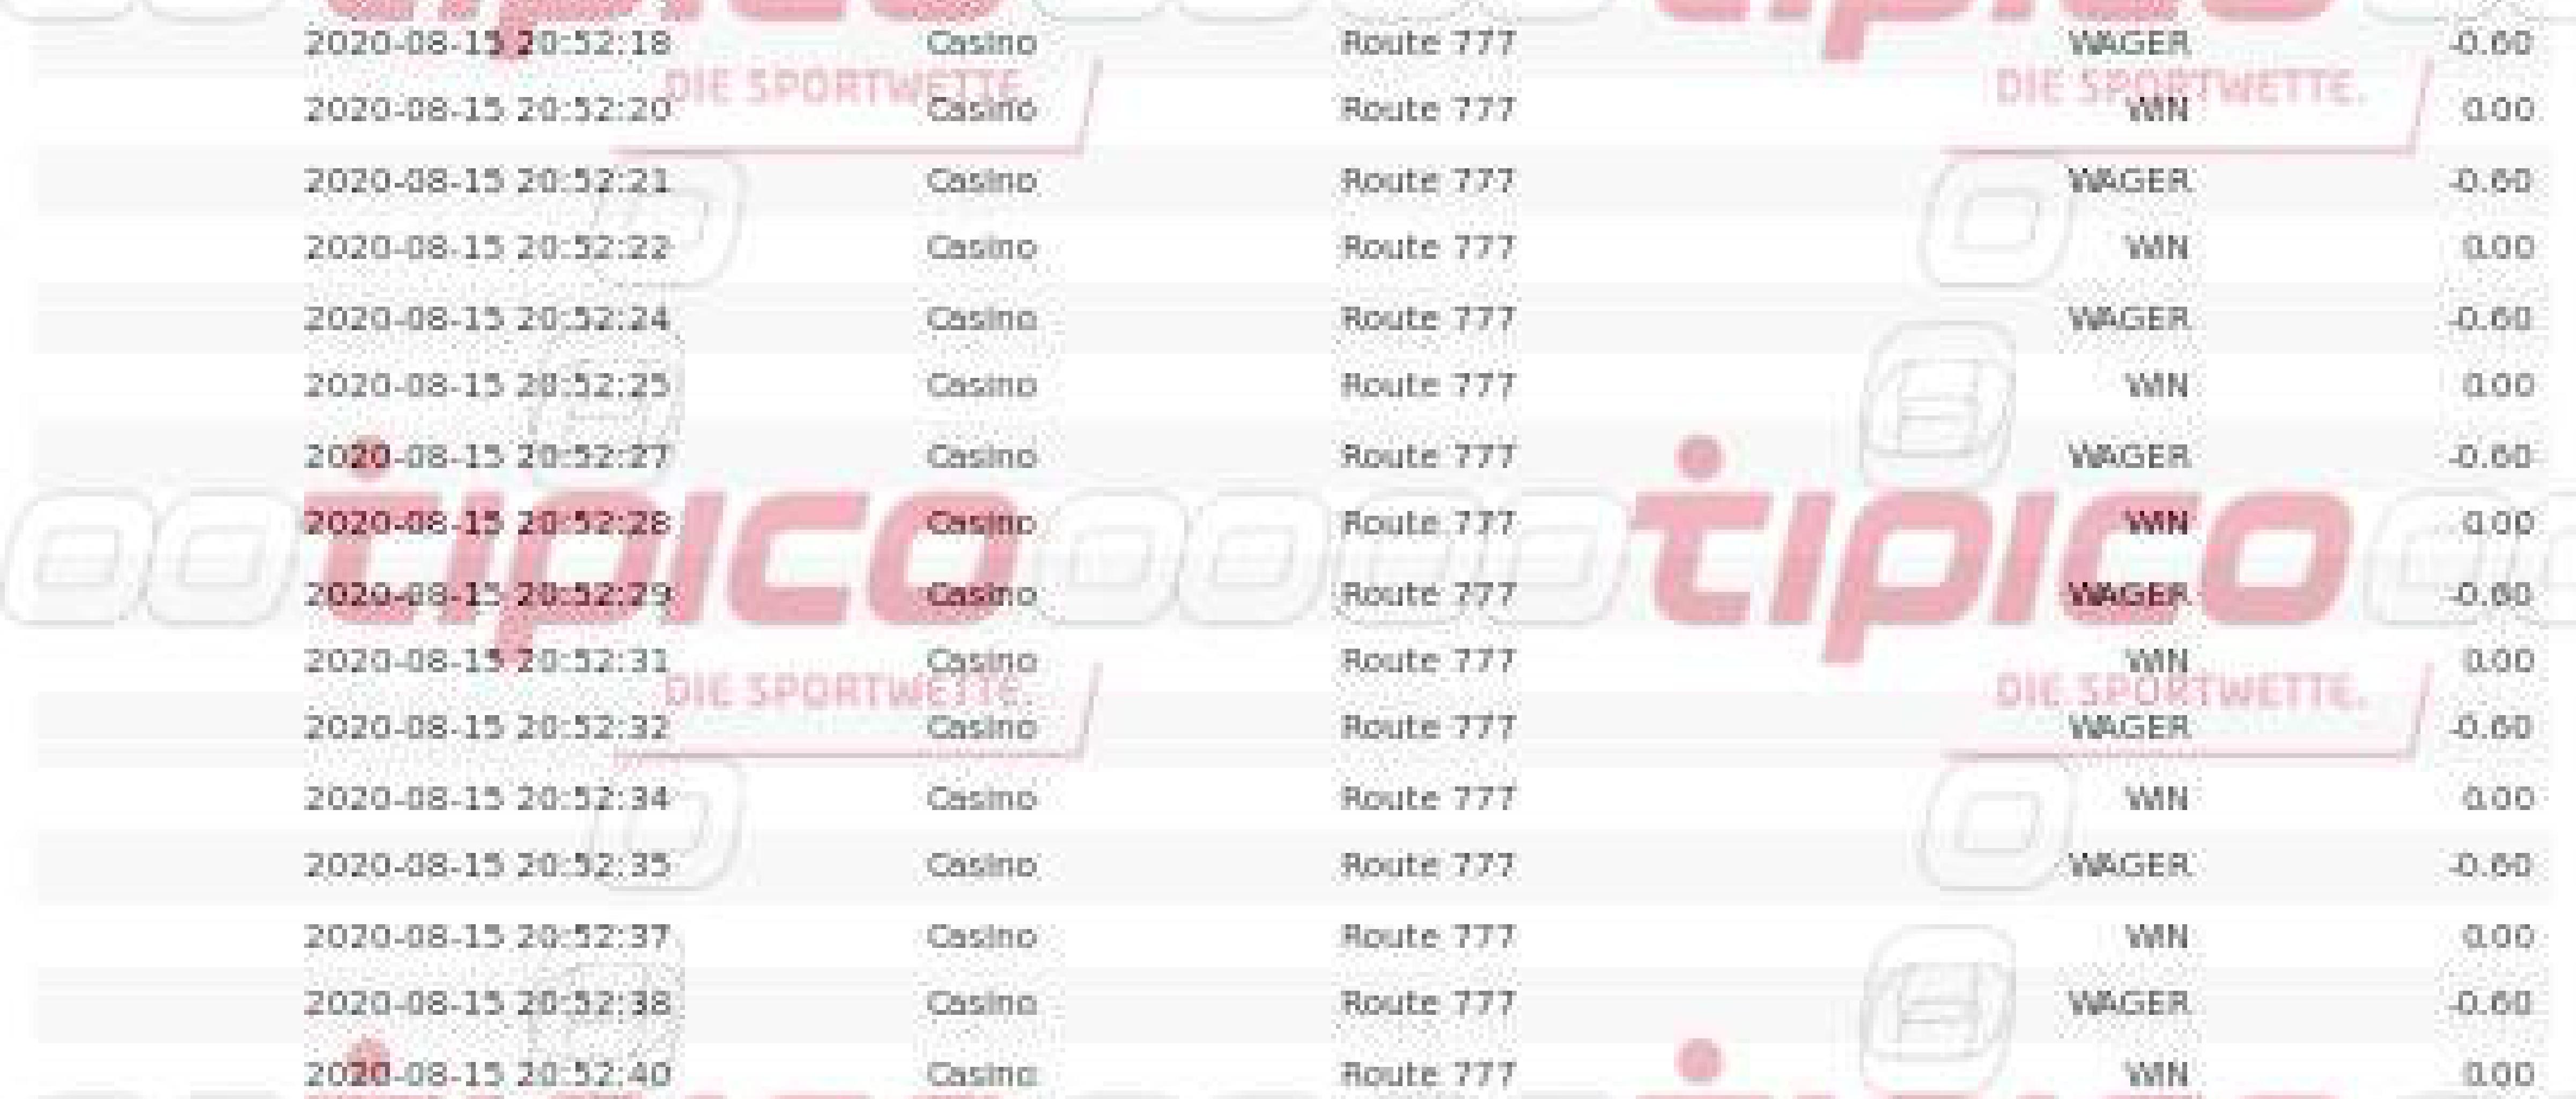 tipico tipico
2020-08-15 20:52:18 Casino Route 777 WAGER -0.60
DIE SPORTWETTE. DIE SPORTWETTE.
2020-08-15 20:52:20 Casino Route 777 WIN 0.00
2020-08-15 20:52:21 Casino Route 777 WAGER -0.60
2020-08-15 20:52:22 Casino Route 777 WIN 0.00
2020-08-15 20:52:24 Casino Route 777 WAGER -0.60
2020-08-15 20:52:25 Casino Route 777 WIN 0.00
2020-08-15 20:52:27 Casino Route 777 WAGER -0.60
2020-08-15 20:52:28 Casino Route 777 WIN 0.00
tipico tipico
2020-08-15 20:52:29 Casino Route 777 WAGER -0.60
2020-08-15 20:52:31 Casino Route 777 WIN 0.00
DIE SPORTWETTE. DIE SPORTWETTE.
2020-08-15 20:52:32 Casino Route 777 WAGER -0.60
2020-08-15 20:52:34 Casino Route 777 WIN 0.00
2020-08-15 20:52:35 Casino Route 777 WAGER -0.60
2020-08-15 20:52:37 Casino Route 777 WIN 0.00
2020-08-15 20:52:38 Casino Route 777 WAGER -0.60
2020-08-15 20:52:40 Casino Route 777 WIN 0.00